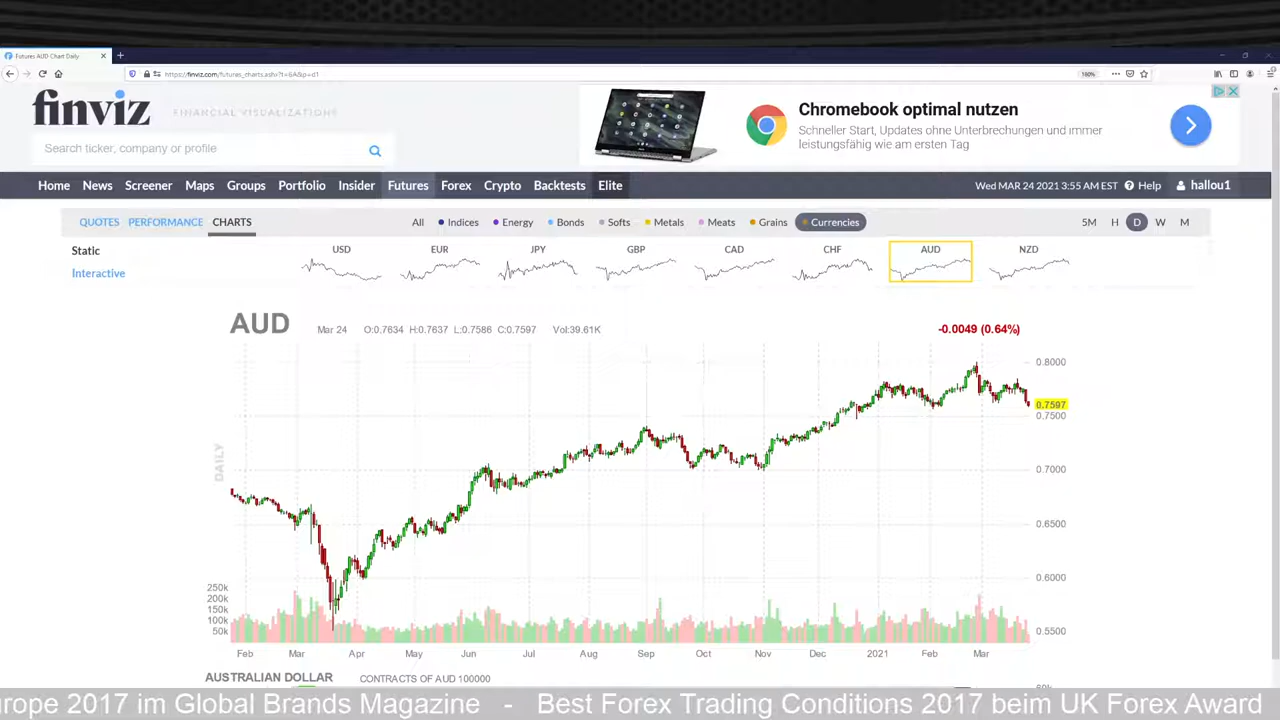 Futures AUD Chart Daily
https://finviz.com/futures_charts.ashx?t=6A&p=d1
100%
finviz
FINANCIAL VISUALIZATIONS
Search ticker, company or profile
Chromebook optimal nutzen
Schneller Start, Updates ohne Unterbrechungen und immer
leistungsfähig wie am ersten Tag
Home News Screener Maps Groups Portfolio Insider Futures Forex Crypto Backtests Elite
Wed MAR 24 2021 3:55 AM EST Help hallou1
QUOTES PERFORMANCE CHARTS
All Indices Energy Bonds Softs Metals Meats Grains Currencies
5M H D W M
Static
Interactive
USD EUR JPY GBP CAD CHF AUD NZD
AUD Mar 24 O:0.7634 H:0.7637 L:0.7586 C:0.7597 Vol:39.61K -0.0049 (0.64%)
0.8000
0.7597
0.7500
0.7000
0.6500
0.6000
0.5500
DAILY
250k
200k
150k
100k
50k
Feb Mar Apr May Jun Jul Aug Sep Oct Nov Dec 2021 Feb Mar
AUSTRALIAN DOLLAR CONTRACTS OF AUD 100000
urope 2017 im Global Brands Magazine - Best Forex Trading Conditions 2017 beim UK Forex Award